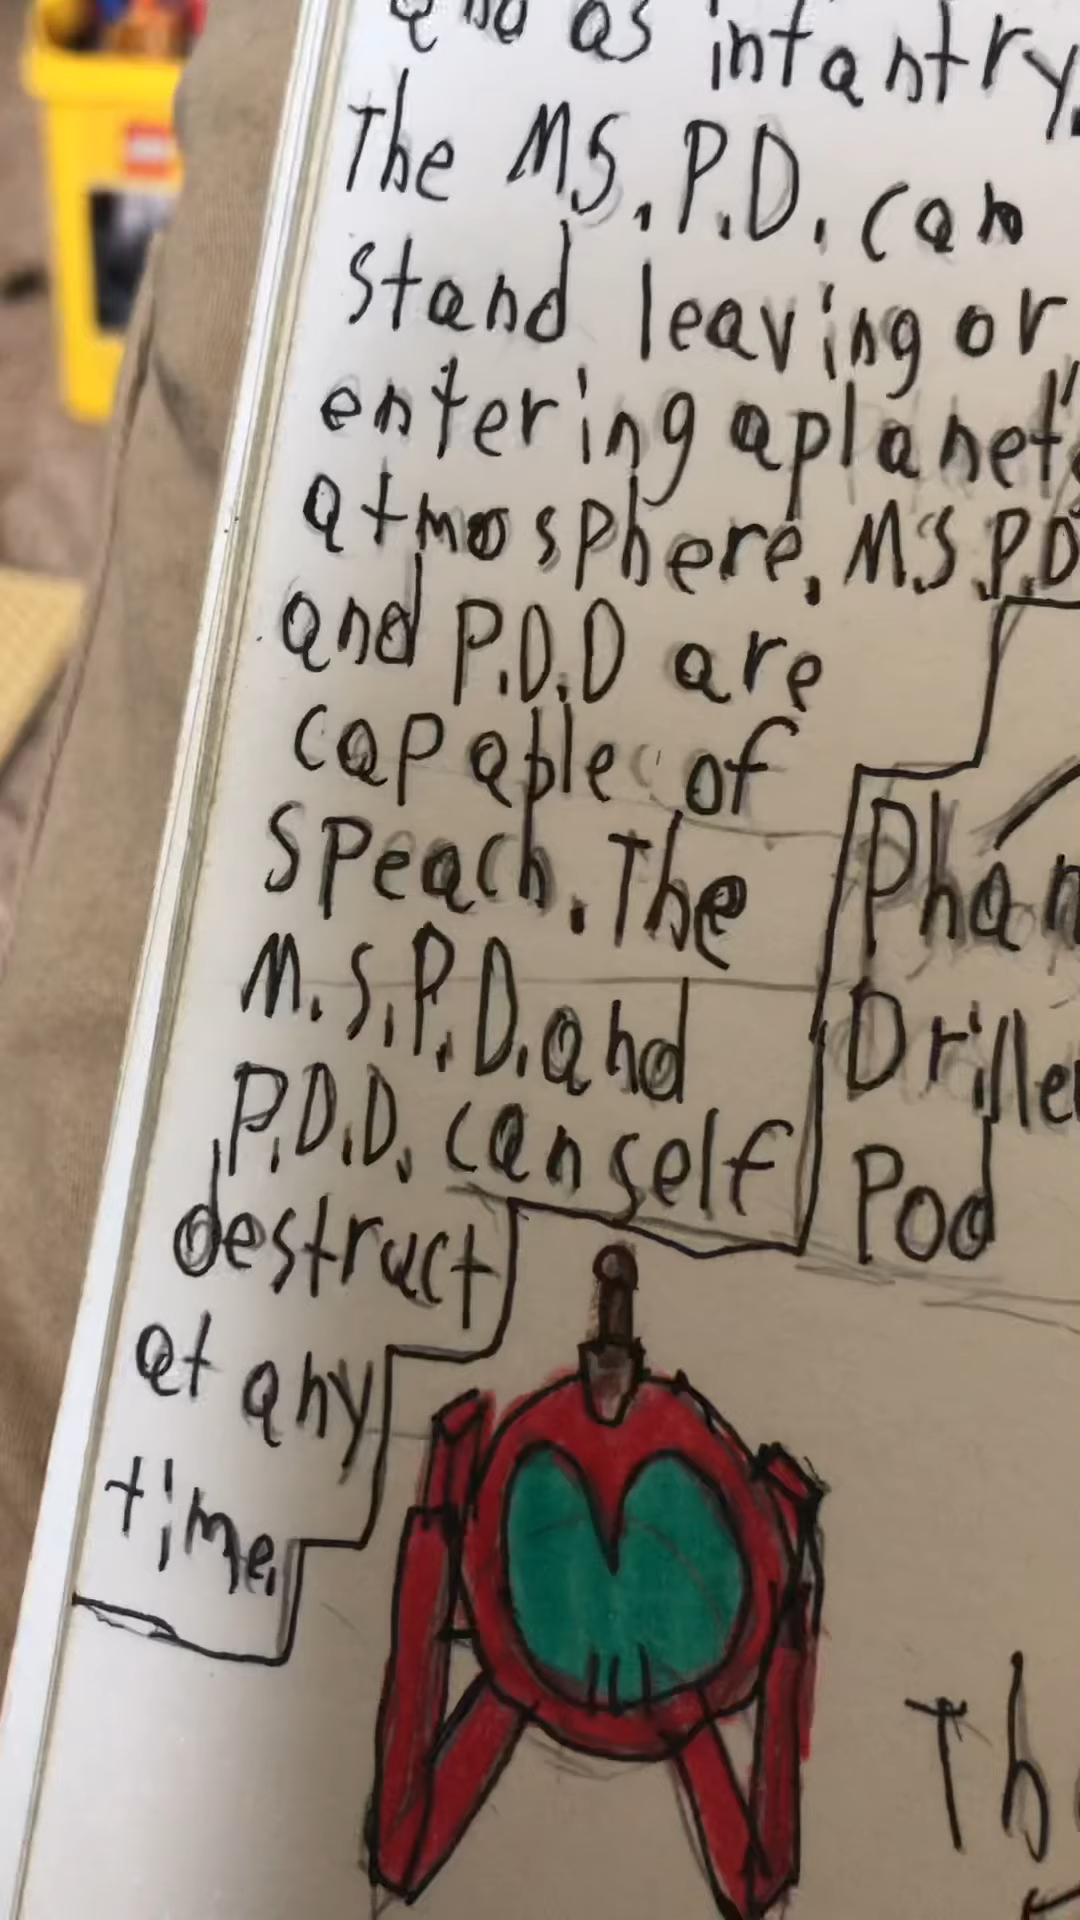 and as infantry.
The M.S.P.D. can
stand leaving or
entering a planet's
atmosphere. M.S.P.D
and P.D.D are
capable of
speach. The
M.S.P.D. and
P.D.D. can self
destruct
at any
time.
Phan
Driller
Pod